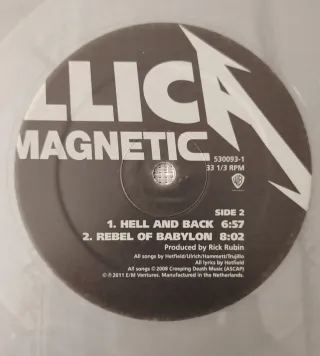 LLICA
MAGNETIC
530093-1
33 1/3 RPM
SIDE 2
1. HELL AND BACK 6:57
2. REBEL OF BABYLON 8:02
Produced by Rick Rubin
All songs by Hetfield/Ulrich/Hammett/Trujillo
All lyrics by Hetfield
All songs © 2008 Creeping Death Music (ASCAP)
© ℗ 2011 E/M Ventures. Manufactured in the Netherlands.